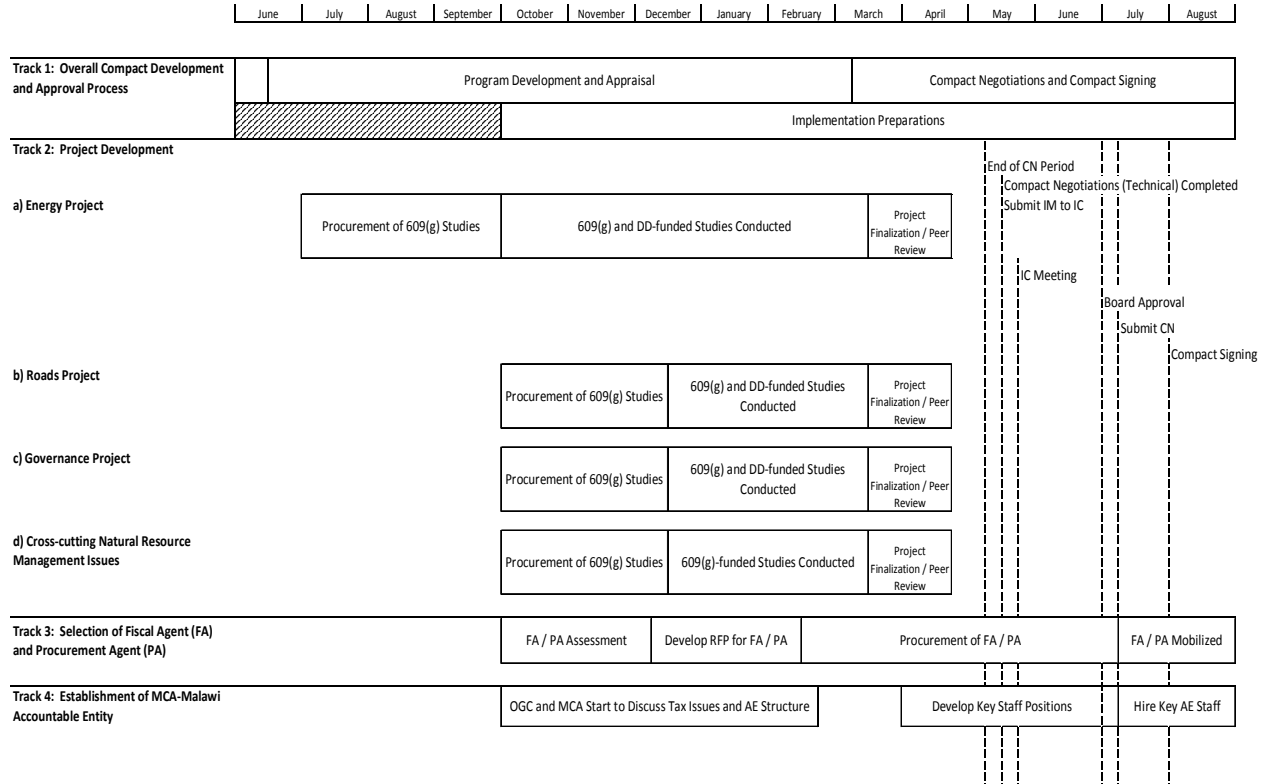 June July August September October November December January February March April May June July August
Track 1: Overall Compact Development
and Approval Process
Program Development and Appraisal
Compact Negotiations and Compact Signing
Implementation Preparations
Track 2: Project Development
End of CN Period
Compact Negotiations (Technical) Completed
Submit IM to IC
a) Energy Project
Procurement of 609(g) Studies
609(g) and DD-funded Studies Conducted
Project
Finalization / Peer
Review
IC Meeting
Board Approval
Submit CN
Compact Signing
b) Roads Project
Procurement of 609(g) Studies
609(g) and DD-funded Studies
Conducted
Project
Finalization / Peer
Review
c) Governance Project
Procurement of 609(g) Studies
609(g) and DD-funded Studies
Conducted
Project
Finalization / Peer
Review
d) Cross-cutting Natural Resource
Management Issues
Procurement of 609(g) Studies
609(g)-funded Studies Conducted
Project
Finalization / Peer
Review
Track 3: Selection of Fiscal Agent (FA)
and Procurement Agent (PA)
FA / PA Assessment
Develop RFP for FA / PA
Procurement of FA / PA
FA / PA Mobilized
Track 4: Establishment of MCA-Malawi
Accountable Entity
OGC and MCA Start to Discuss Tax Issues and AE Structure
Develop Key Staff Positions
Hire Key AE Staff